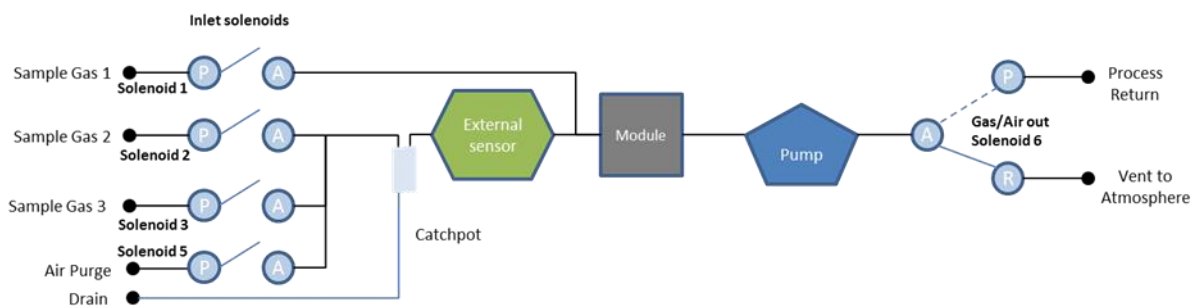 Inlet solenoids
Sample Gas 1
P
A
Solenoid 1
Sample Gas 2
P
A
Solenoid 2
Sample Gas 3
P
A
Solenoid 3
Solenoid 5
Air Purge
P
A
Drain
Catchpot
External
sensor
Module
Pump
A
P
Process
Return
Gas/Air out
Solenoid 6
R
Vent to
Atmosphere